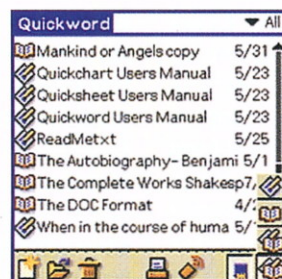 Quickword All
Mankind or Angels copy 5/31
Quickchart Users Manual 5/23
Quicksheet Users Manual 5/23
Quickword Users Manual 5/23
ReadMetxt 5/25
The Autobiography- Benjami 5/1
The Complete Works Shakesp 7/
The DOC Format 4/
When in the course of huma 5/